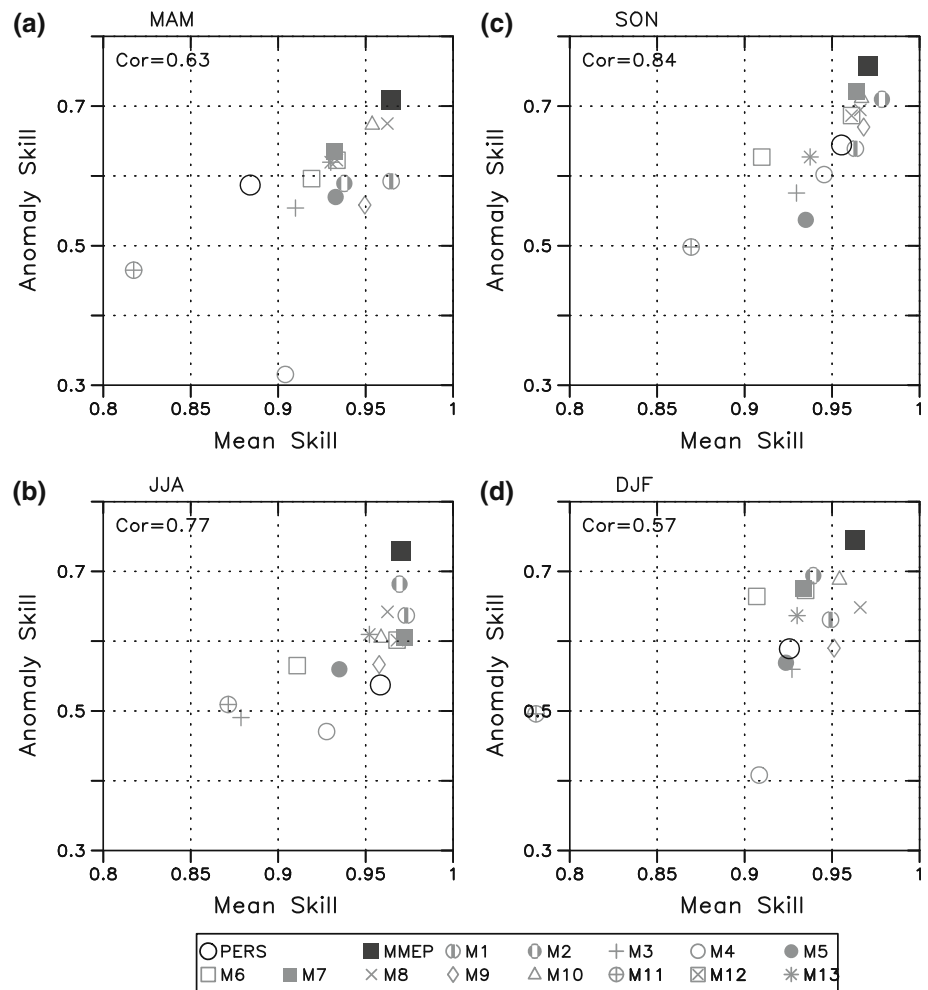 (a) MAM
Cor=0.63
Anomaly Skill
0.7
0.5
0.3
0.8 0.85 0.9 0.95 1
Mean Skill
(c) SON
Cor=0.84
Anomaly Skill
0.7
0.5
0.3
0.8 0.85 0.9 0.95 1
Mean Skill
(b) JJA
Cor=0.77
Anomaly Skill
0.7
0.5
0.3
0.8 0.85 0.9 0.95 1
Mean Skill
(d) DJF
Cor=0.57
Anomaly Skill
0.7
0.5
0.3
0.8 0.85 0.9 0.95 1
Mean Skill
PERS MMEP M1 M2 M3 M4 M5
M6 M7 M8 M9 M10 M11 M12 M13